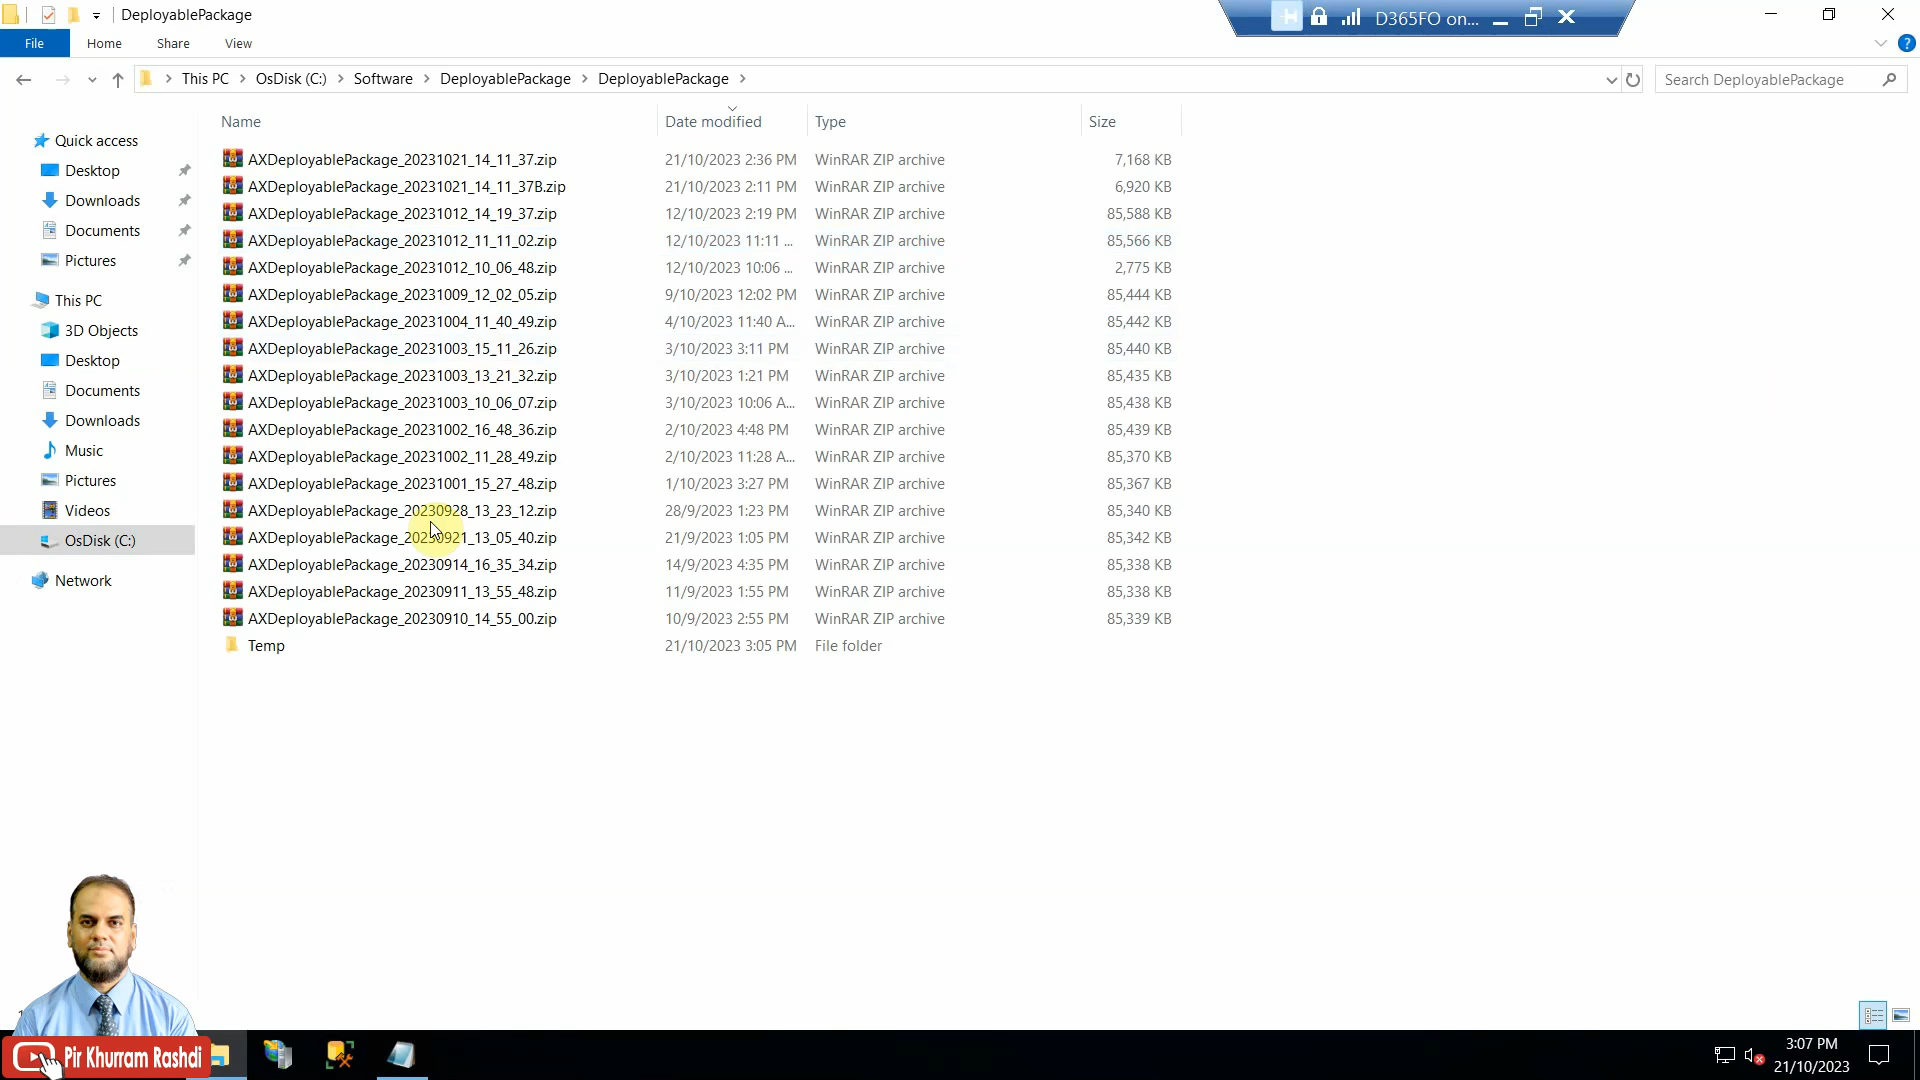 DeployablePackage
D365FO on...
File Home Share View
This PC OsDisk (C:) Software DeployablePackage DeployablePackage
Search DeployablePackage
Name Date modified Type Size
Quick access
Desktop
Downloads
Documents
Pictures
This PC
3D Objects
Desktop
Documents
Downloads
Music
Pictures
Videos
OsDisk (C:)
Network
AXDeployablePackage_20231021_14_11_37.zip 21/10/2023 2:36 PM WinRAR ZIP archive 7,168 KB
AXDeployablePackage_20231021_14_11_37B.zip 21/10/2023 2:11 PM WinRAR ZIP archive 6,920 KB
AXDeployablePackage_20231012_14_19_37.zip 12/10/2023 2:19 PM WinRAR ZIP archive 85,588 KB
AXDeployablePackage_20231012_11_11_02.zip 12/10/2023 11:11 ... WinRAR ZIP archive 85,566 KB
AXDeployablePackage_20231012_10_06_48.zip 12/10/2023 10:06 ... WinRAR ZIP archive 2,775 KB
AXDeployablePackage_20231009_12_02_05.zip 9/10/2023 12:02 PM WinRAR ZIP archive 85,444 KB
AXDeployablePackage_20231004_11_40_49.zip 4/10/2023 11:40 A... WinRAR ZIP archive 85,442 KB
AXDeployablePackage_20231003_15_11_26.zip 3/10/2023 3:11 PM WinRAR ZIP archive 85,440 KB
AXDeployablePackage_20231003_13_21_32.zip 3/10/2023 1:21 PM WinRAR ZIP archive 85,435 KB
AXDeployablePackage_20231003_10_06_07.zip 3/10/2023 10:06 A... WinRAR ZIP archive 85,438 KB
AXDeployablePackage_20231002_16_48_36.zip 2/10/2023 4:48 PM WinRAR ZIP archive 85,439 KB
AXDeployablePackage_20231002_11_28_49.zip 2/10/2023 11:28 A... WinRAR ZIP archive 85,370 KB
AXDeployablePackage_20231001_15_27_48.zip 1/10/2023 3:27 PM WinRAR ZIP archive 85,367 KB
AXDeployablePackage_20230928_13_23_12.zip 28/9/2023 1:23 PM WinRAR ZIP archive 85,340 KB
AXDeployablePackage_20230921_13_05_40.zip 21/9/2023 1:05 PM WinRAR ZIP archive 85,342 KB
AXDeployablePackage_20230914_16_35_34.zip 14/9/2023 4:35 PM WinRAR ZIP archive 85,338 KB
AXDeployablePackage_20230911_13_55_48.zip 11/9/2023 1:55 PM WinRAR ZIP archive 85,338 KB
AXDeployablePackage_20230910_14_55_00.zip 10/9/2023 2:55 PM WinRAR ZIP archive 85,339 KB
Temp 21/10/2023 3:05 PM File folder
Pir Khurram Rashdi
3:07 PM
21/10/2023